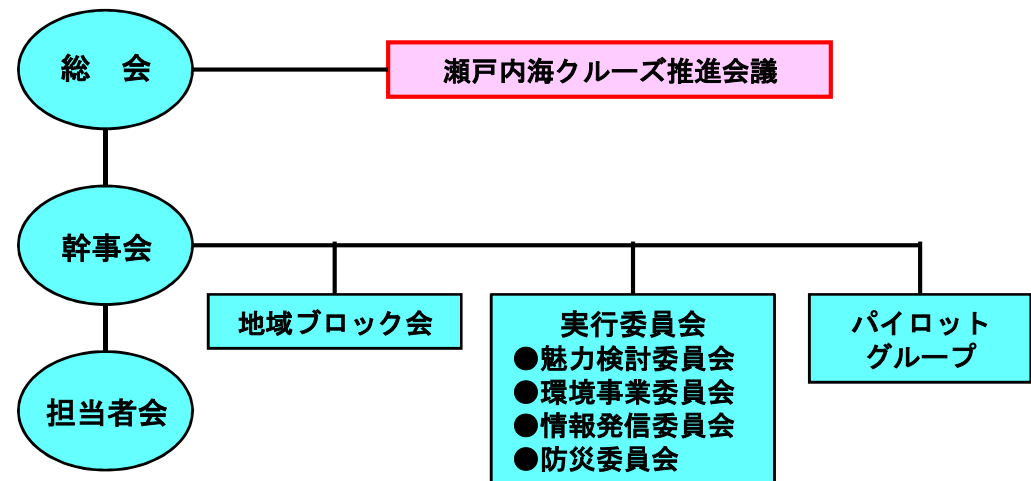 総 会
瀬戸内海クルーズ推進会議
幹事会
地域ブロック会
実行委員会
●魅力検討委員会
●環境事業委員会
●情報発信委員会
●防災委員会
パイロット
グループ
担当者会